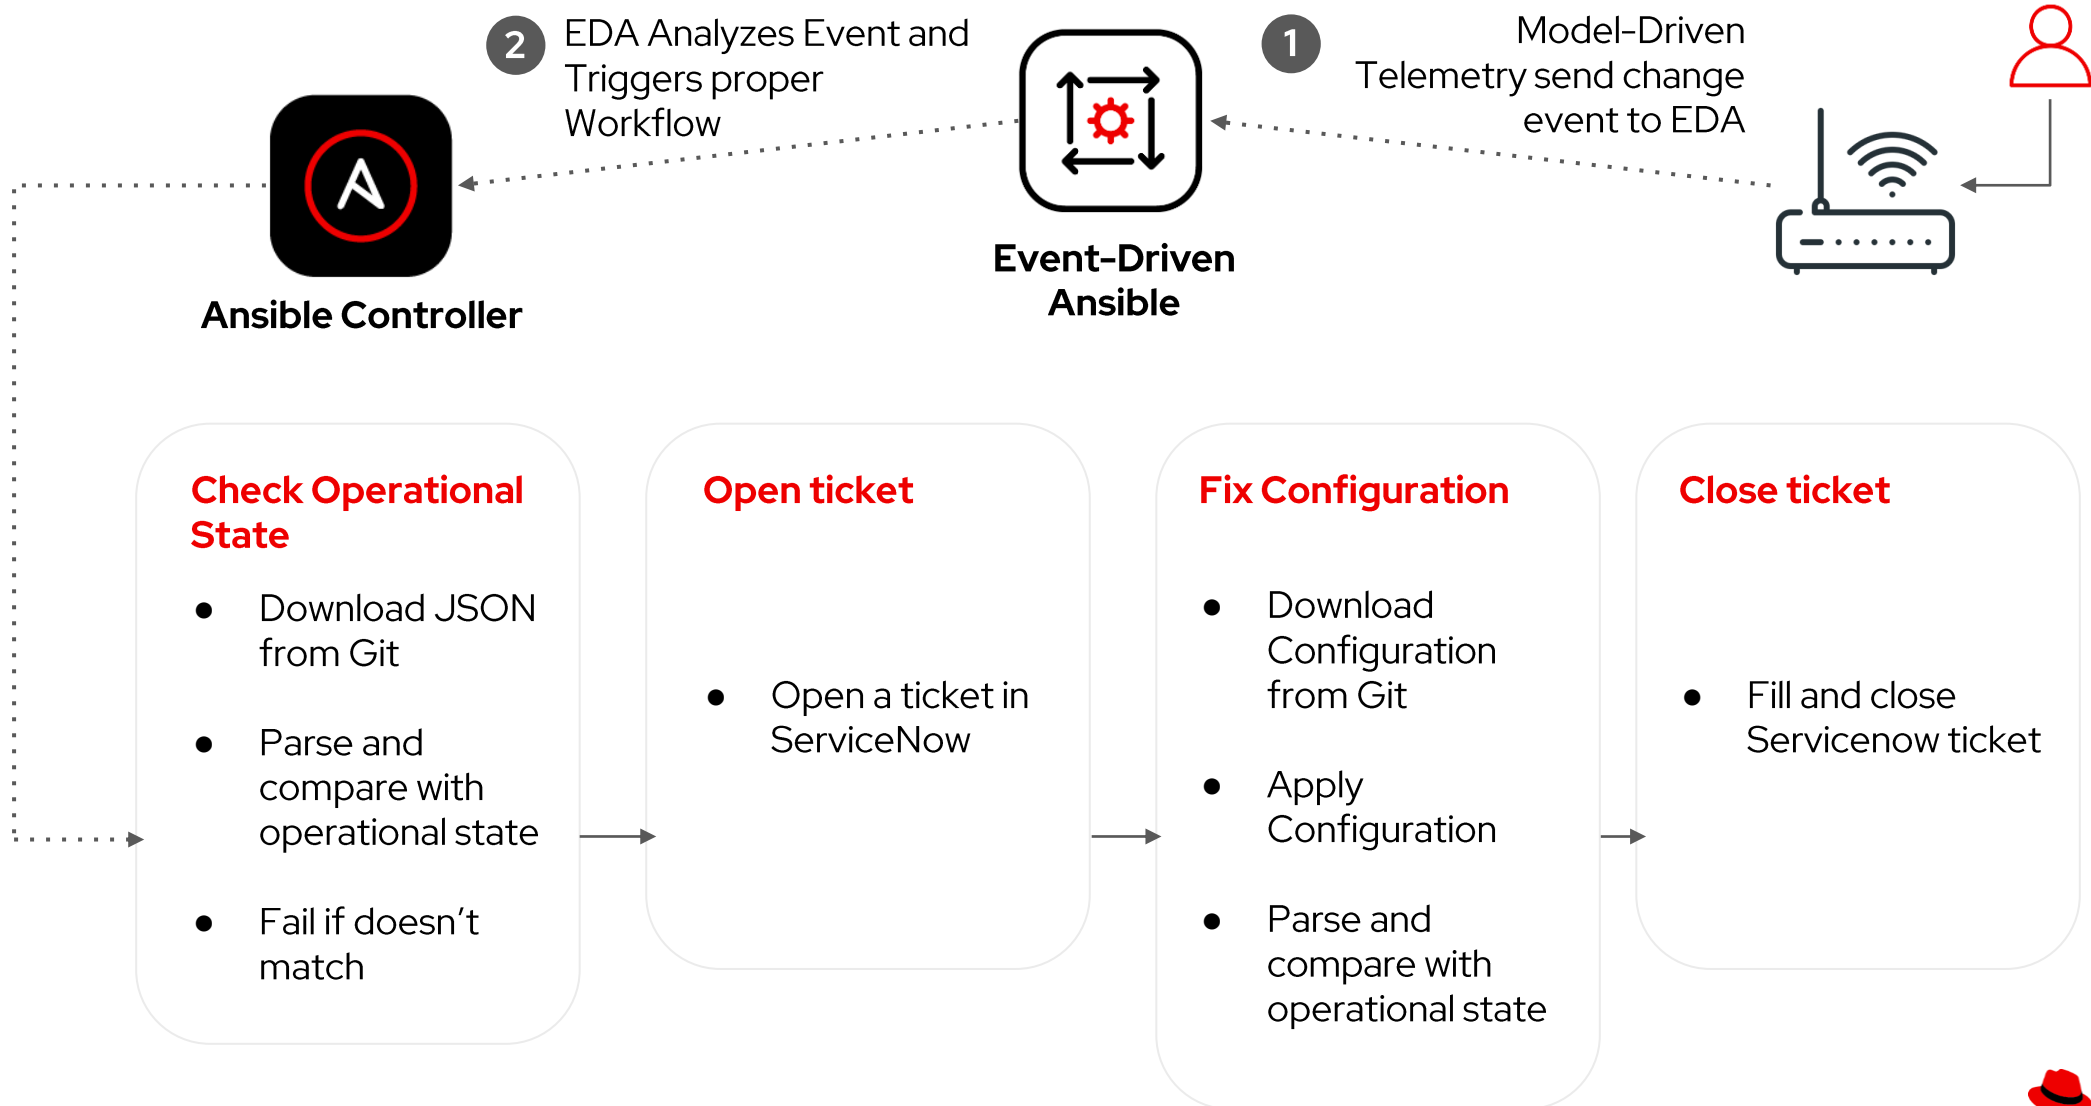 2
EDA Analyzes Event and
Triggers proper
Workflow
1
Model-Driven
Telemetry send change
event to EDA
Ansible Controller
Event-Driven
Ansible
Check Operational
State
● Download JSON
from Git
● Parse and
compare with
operational state
● Fail if doesn’t
match
Open ticket
● Open a ticket in
ServiceNow
Fix Configuration
● Download
Configuration
from Git
● Apply
Configuration
● Parse and
compare with
operational state
Close ticket
● Fill and close
Servicenow ticket